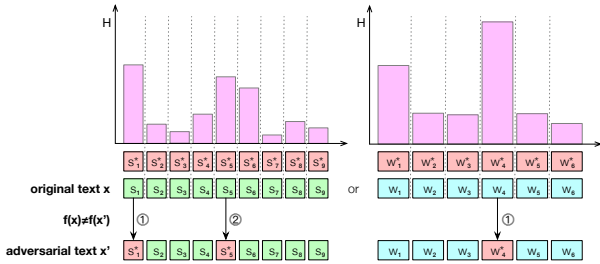 H H
S*1 S*2 S*3 S*4 S*5 S*6 S*7 S*8 S*9 W*1 W*2 W*3 W*4 W*5 W*6
original text x S1 S2 S3 S4 S5 S6 S7 S8 S9 or W1 W2 W3 W4 W5 W6
f(x)≠f(x') ① ② ①
adversarial text x' S*1 S2 S3 S4 S*5 S6 S7 S8 S9 W1 W2 W3 W*4 W5 W6